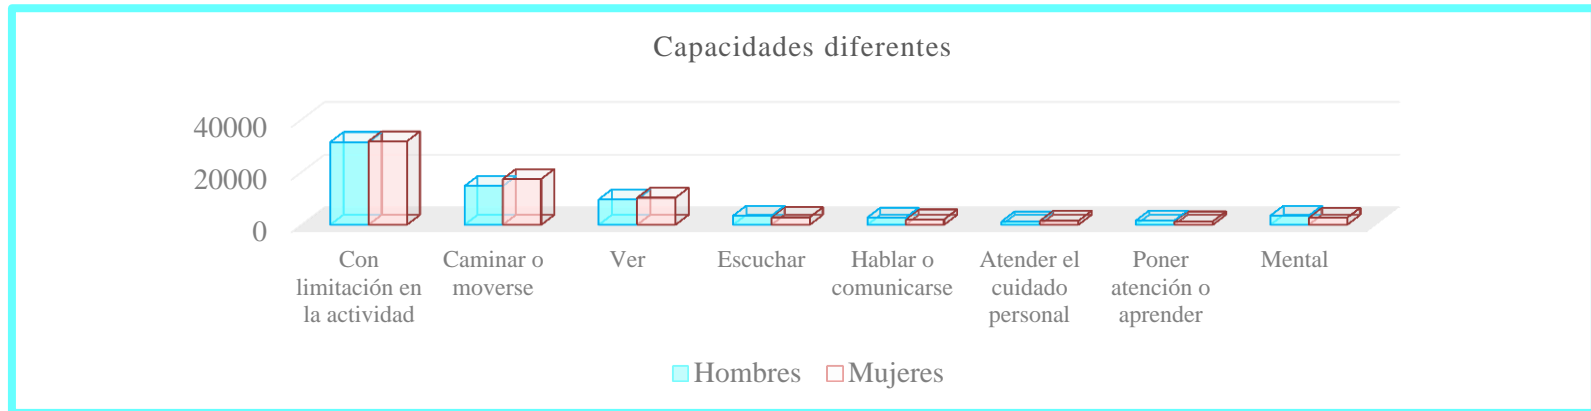 Capacidades diferentes
40000
20000
0
Con
limitación en
la actividad
Caminar o
moverse
Ver
Escuchar
Hablar o
comunicarse
Atender el
cuidado
personal
Poner
atención o
aprender
Mental
Hombres
Mujeres